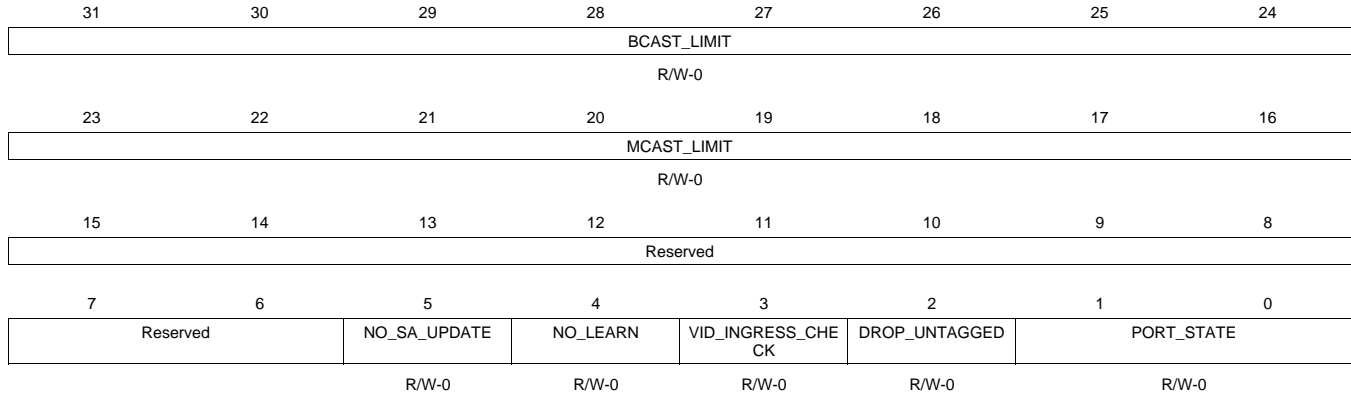 31 30 29 28 27 26 25 24
BCAST_LIMIT
R/W-0
23 22 21 20 19 18 17 16
MCAST_LIMIT
R/W-0
15 14 13 12 11 10 9 8
Reserved
7 6 5 4 3 2 1 0
Reserved NO_SA_UPDATE NO_LEARN VID_INGRESS_CHE DROP_UNTAGGED PORT_STATE
CK
R/W-0 R/W-0 R/W-0 R/W-0 R/W-0